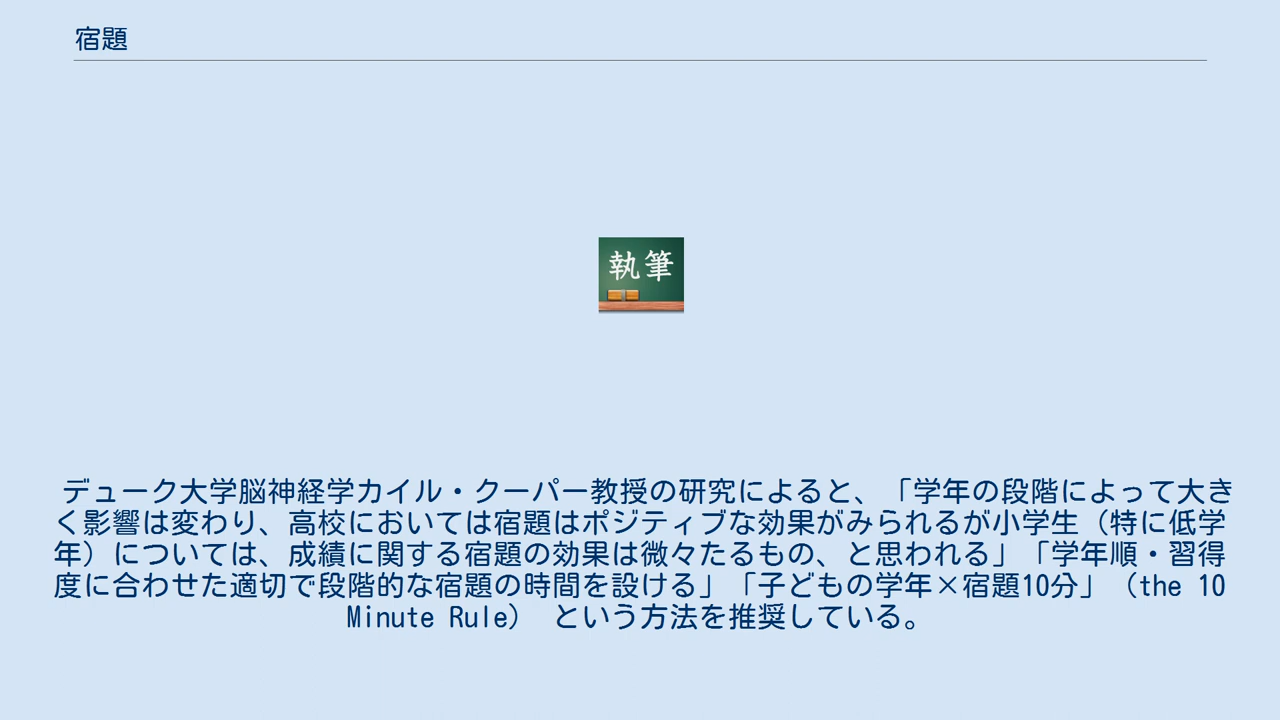 宿題
執筆
デューク大学脳神経学カイル・クーパー教授の研究によると、「学年の段階によって大き
く影響は変わり、高校においては宿題はポジティブな効果がみられるが小学生（特に低学
年）については、成績に関する宿題の効果は微々たるもの、と思われる」「学年順・習得
度に合わせた適切で段階的な宿題の時間を設ける」「子どもの学年×宿題10分」（the 10
Minute Rule） という方法を推奨している。